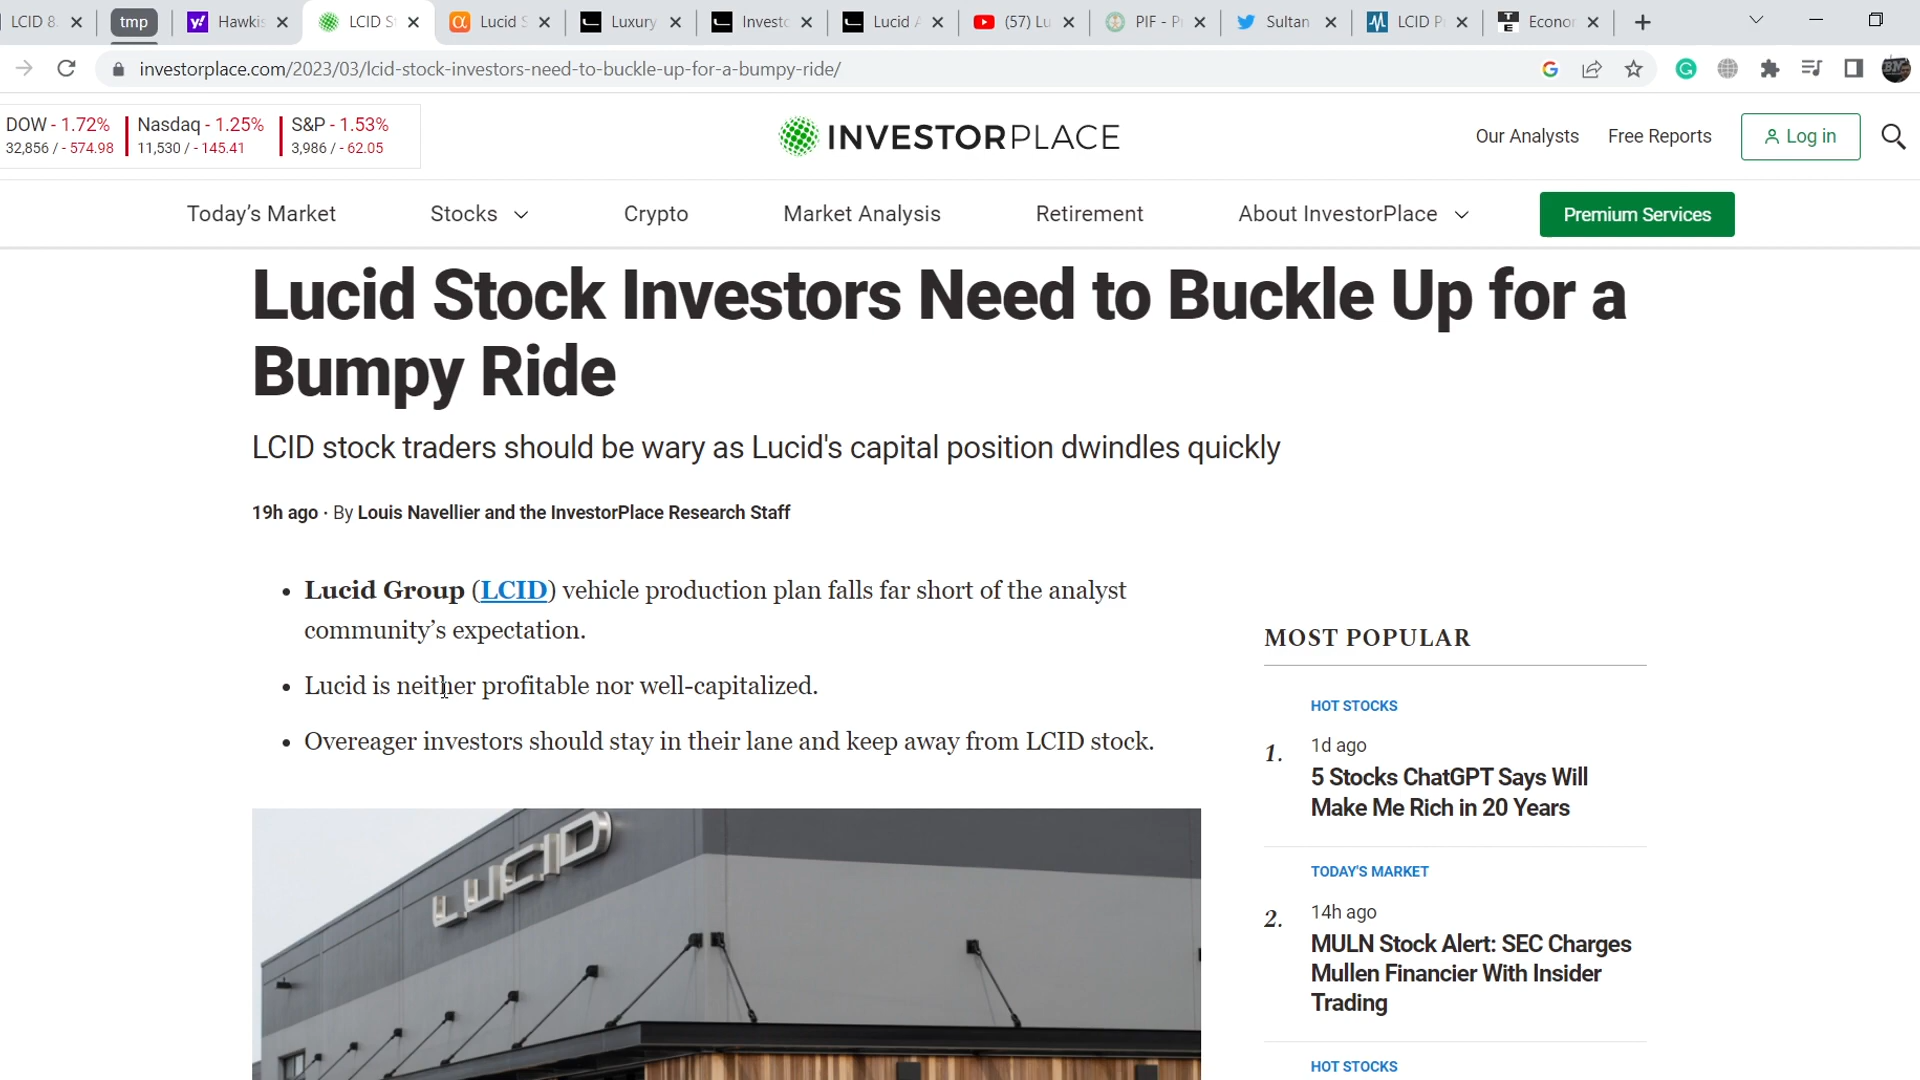 LCID 8.
tmp
Hawkis
LCID S
Lucid S
Luxury
Investo
Lucid A
(57) Lu
PIF - P
Sultan
LCID P
Econor
investorplace.com/2023/03/lcid-stock-investors-need-to-buckle-up-for-a-bumpy-ride/
DOW - 1.72%
32,856 / - 574.98
Nasdaq - 1.25%
11,530 / - 145.41
S&P - 1.53%
3,986 / - 62.05
INVESTORPLACE
Our Analysts
Free Reports
Log in
Today’s Market
Stocks
Crypto
Market Analysis
Retirement
About InvestorPlace
Premium Services
Lucid Stock Investors Need to Buckle Up for a
Bumpy Ride
LCID stock traders should be wary as Lucid's capital position dwindles quickly
19h ago · By Louis Navellier and the InvestorPlace Research Staff
• Lucid Group (LCID) vehicle production plan falls far short of the analyst
community’s expectation.
• Lucid is neither profitable nor well-capitalized.
• Overeager investors should stay in their lane and keep away from LCID stock.
LUCID
MOST POPULAR
HOT STOCKS
1.
1d ago
5 Stocks ChatGPT Says Will
Make Me Rich in 20 Years
TODAY'S MARKET
2.
14h ago
MULN Stock Alert: SEC Charges
Mullen Financier With Insider
Trading
HOT STOCKS